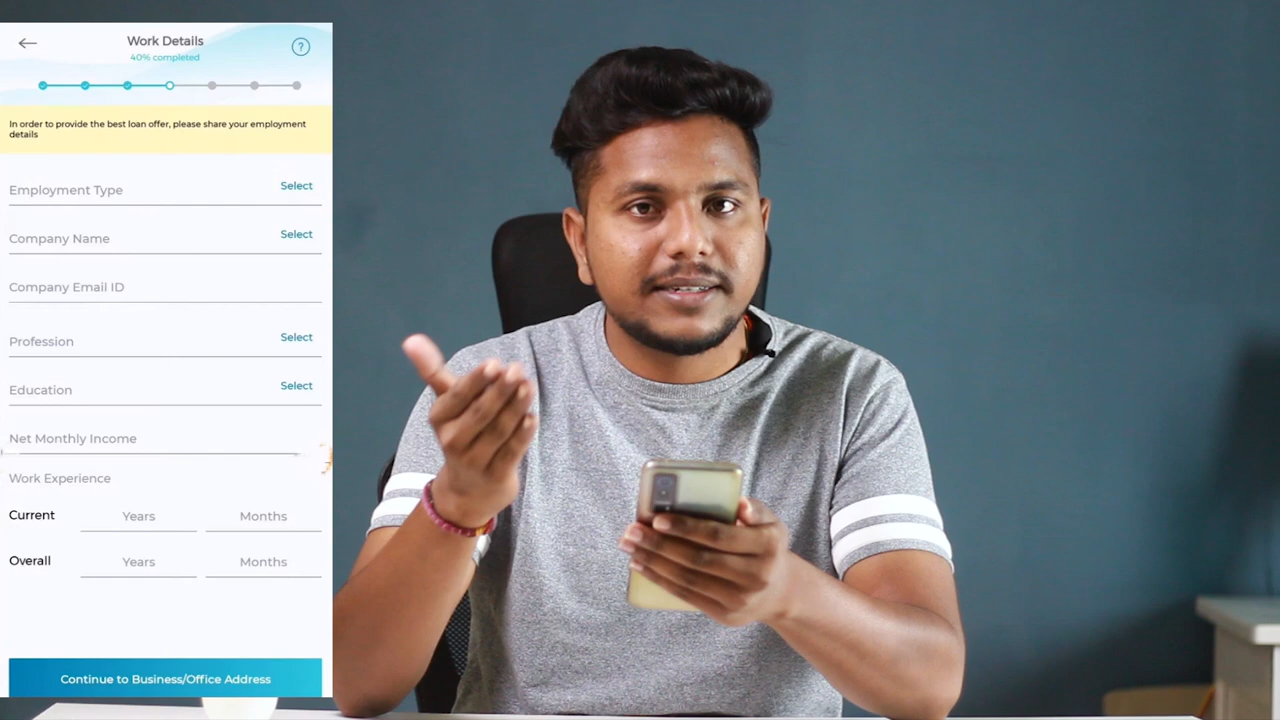 Work Details
?
40% completed
In order to provide the best loan offer, please share your employment
details
Employment Type Select
Company Name Select
Company Email ID
Profession Select
Education Select
Net Monthly Income
Work Experience
Current Years Months
Overall Years Months
Continue to Business/Office Address